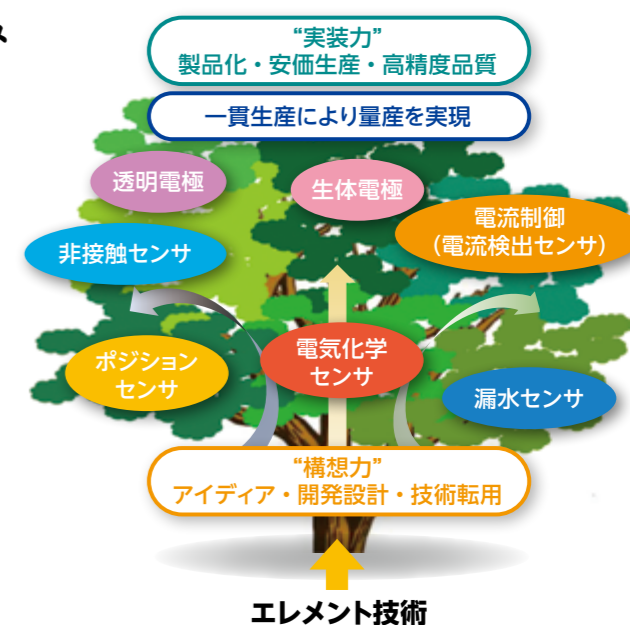 み
“実装力”
製品化・安価生産・高精度品質
一貫生産により量産を実現
透明電極
生体電極
電流制御
（電流検出センサ）
非接触センサ
ポジション
センサ
電気化学
センサ
漏水センサ
“構想力”
アイディア・開発設計・技術転用
エレメント技術